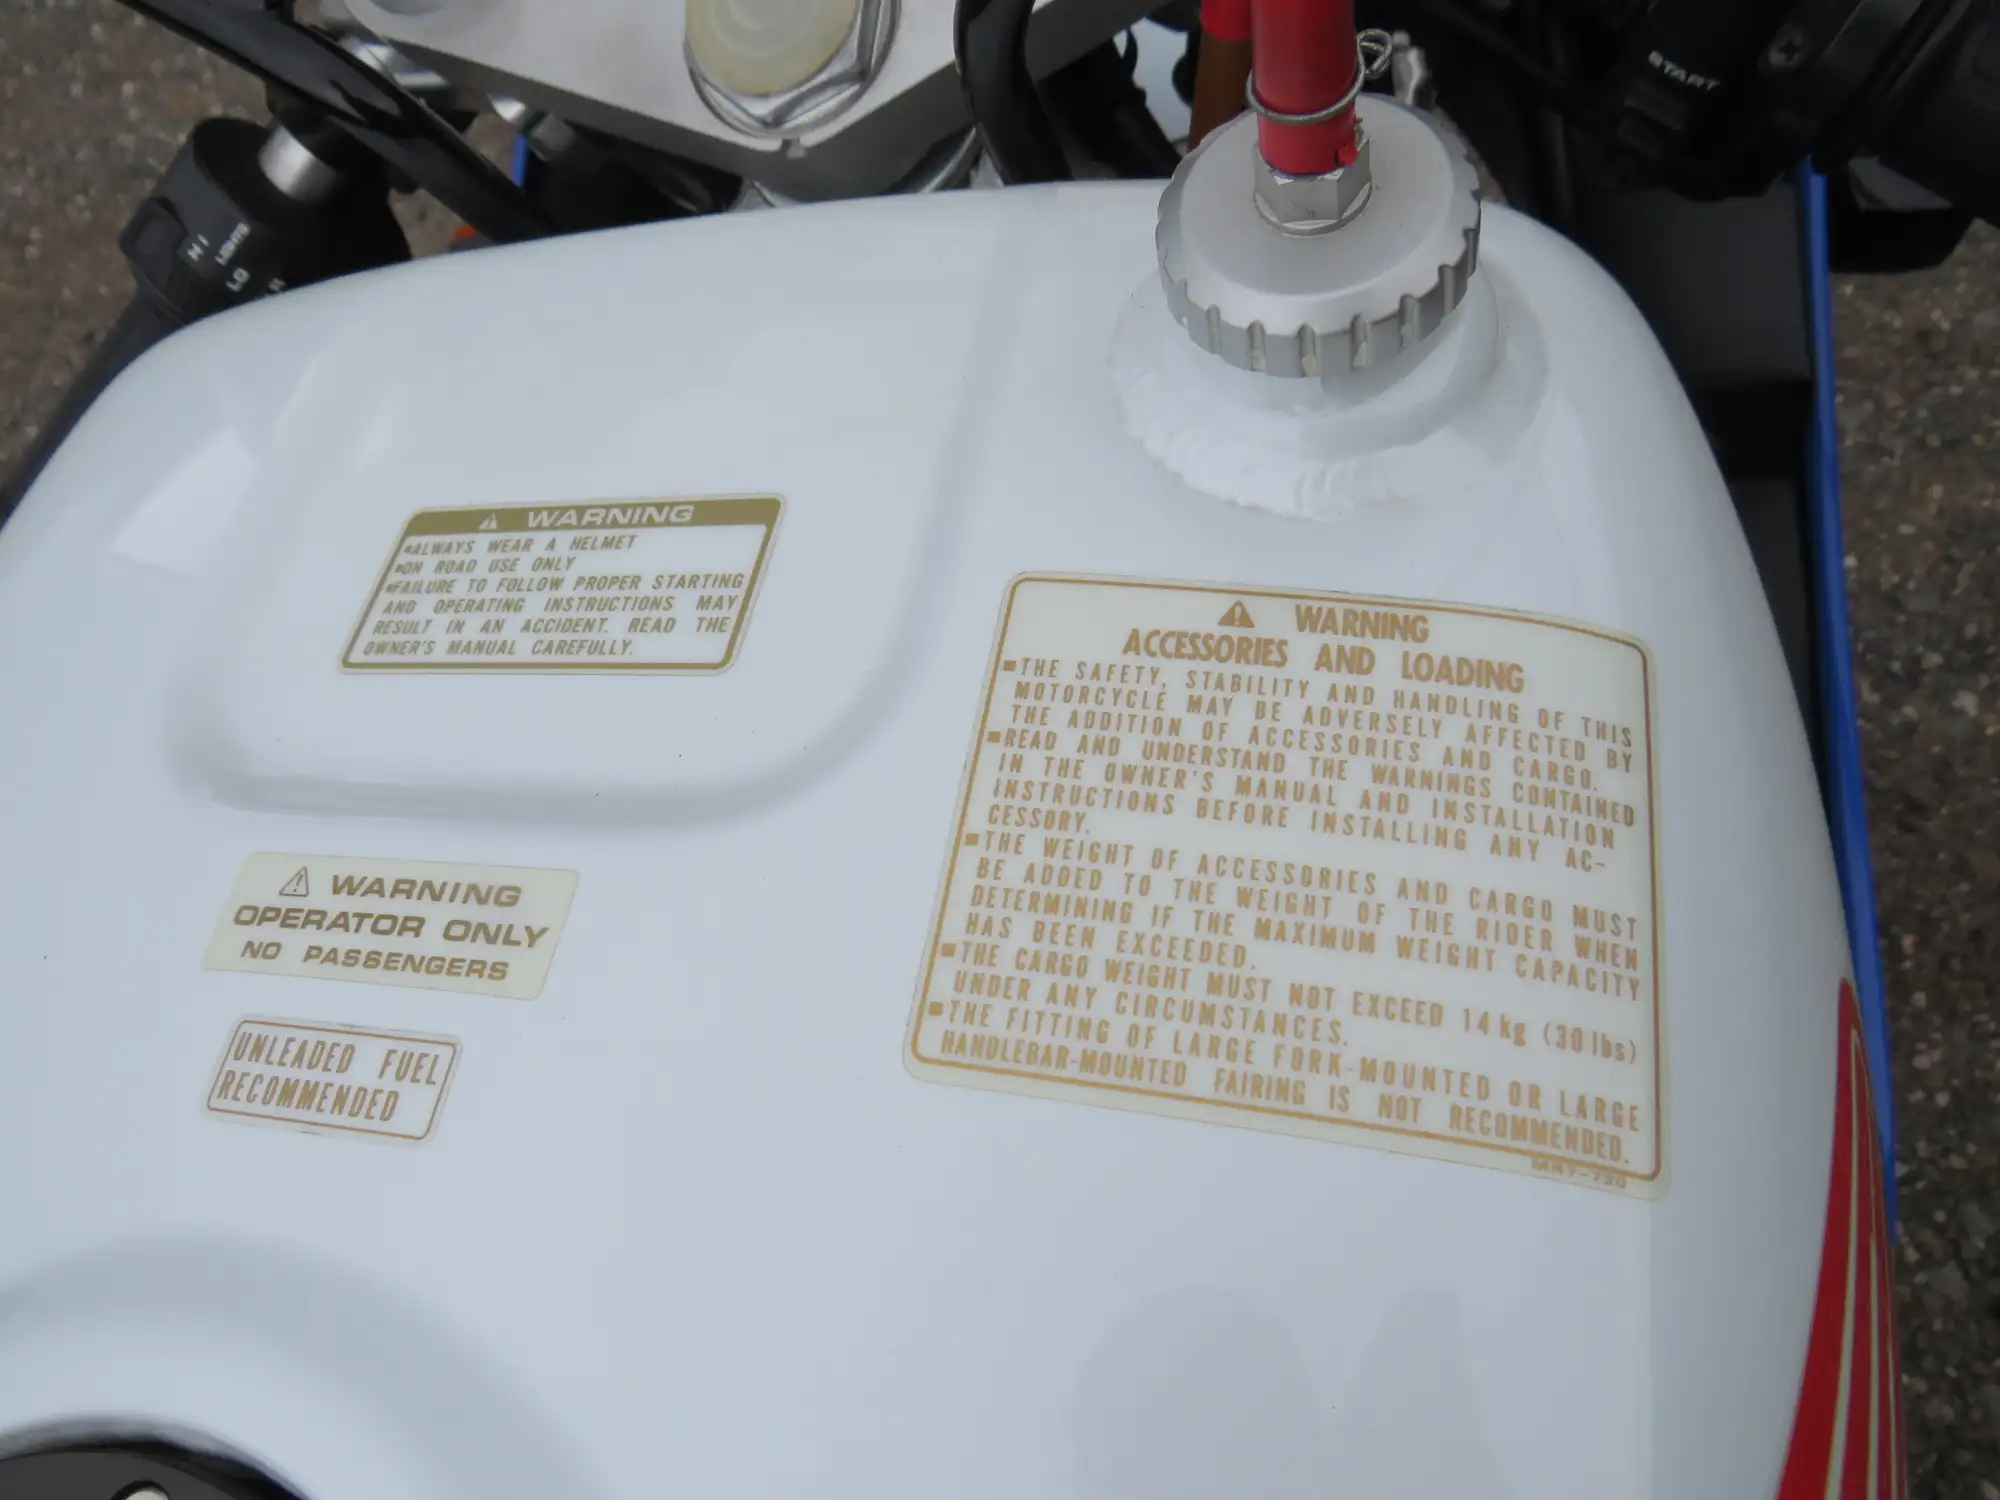 START
HI
LIGHTS
LO
WARNING
▪ALWAYS WEAR A HELMET
▪ON ROAD USE ONLY
▪FAILURE TO FOLLOW PROPER STARTING
AND OPERATING INSTRUCTIONS MAY
RESULT IN AN ACCIDENT. READ THE
OWNER'S MANUAL CAREFULLY.
WARNING
ACCESSORIES AND LOADING
▪THE SAFETY, STABILITY AND HANDLING OF THIS
MOTORCYCLE MAY BE ADVERSELY AFFECTED BY
THE ADDITION OF ACCESSORIES AND CARGO.
▪READ AND UNDERSTAND THE WARNINGS CONTAINED
IN THE OWNER'S MANUAL AND INSTALLATION
INSTRUCTIONS BEFORE INSTALLING ANY AC-
CESSORY.
▪THE WEIGHT OF ACCESSORIES AND CARGO MUST
BE ADDED TO THE WEIGHT OF THE RIDER WHEN
DETERMINING IF THE MAXIMUM WEIGHT CAPACITY
HAS BEEN EXCEEDED.
▪THE CARGO WEIGHT MUST NOT EXCEED 14kg (30 lbs)
UNDER ANY CIRCUMSTANCES.
▪THE FITTING OF LARGE FORK-MOUNTED OR LARGE
HANDLEBAR-MOUNTED FAIRING IS NOT RECOMMENDED.
WARNING
OPERATOR ONLY
NO PASSENGERS
UNLEADED FUEL
RECOMMENDED